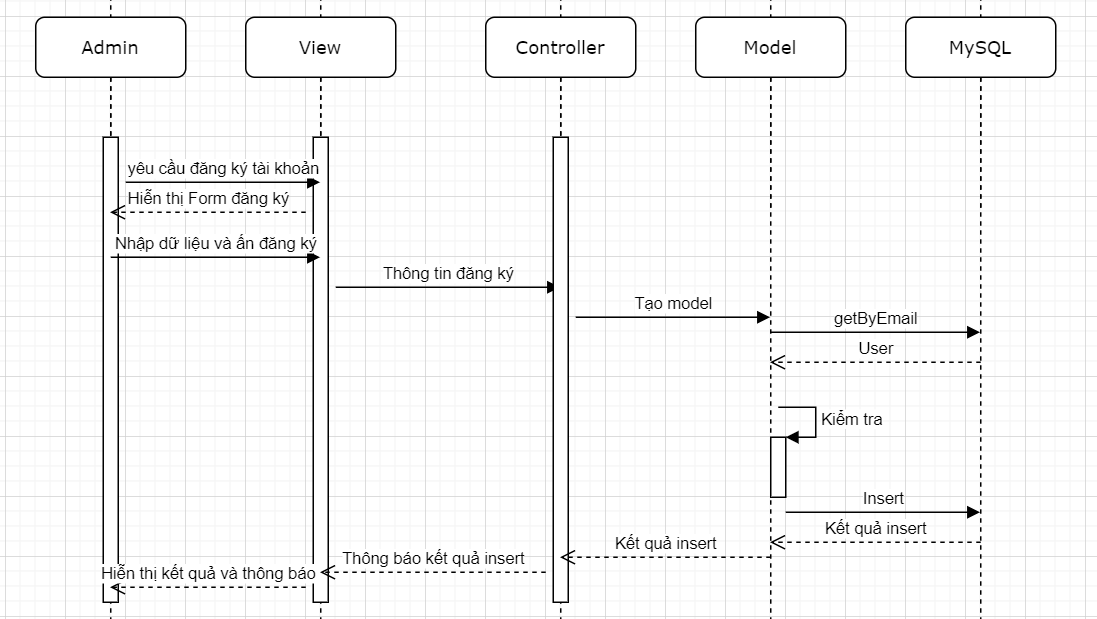 Admin
View
Controller
Model
MySQL
yêu cầu đăng ký tài khoản
Hiễn thị Form đăng ký
Nhập dữ liệu và ấn đăng ký
Thông tin đăng ký
Tạo model
getByEmail
User
Kiểm tra
Insert
Kết quả insert
Kết quả insert
Thông báo kết quả insert
Hiễn thị kết quả và thông báo